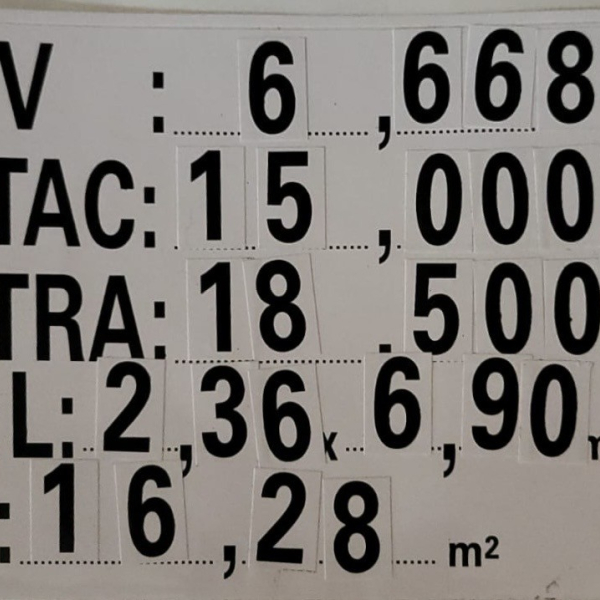 V : 6 ,668
TAC: 15 ,000
TRA: 18 .500
L: 2 ,36 x 6 ,90
: 16 ,28 m²